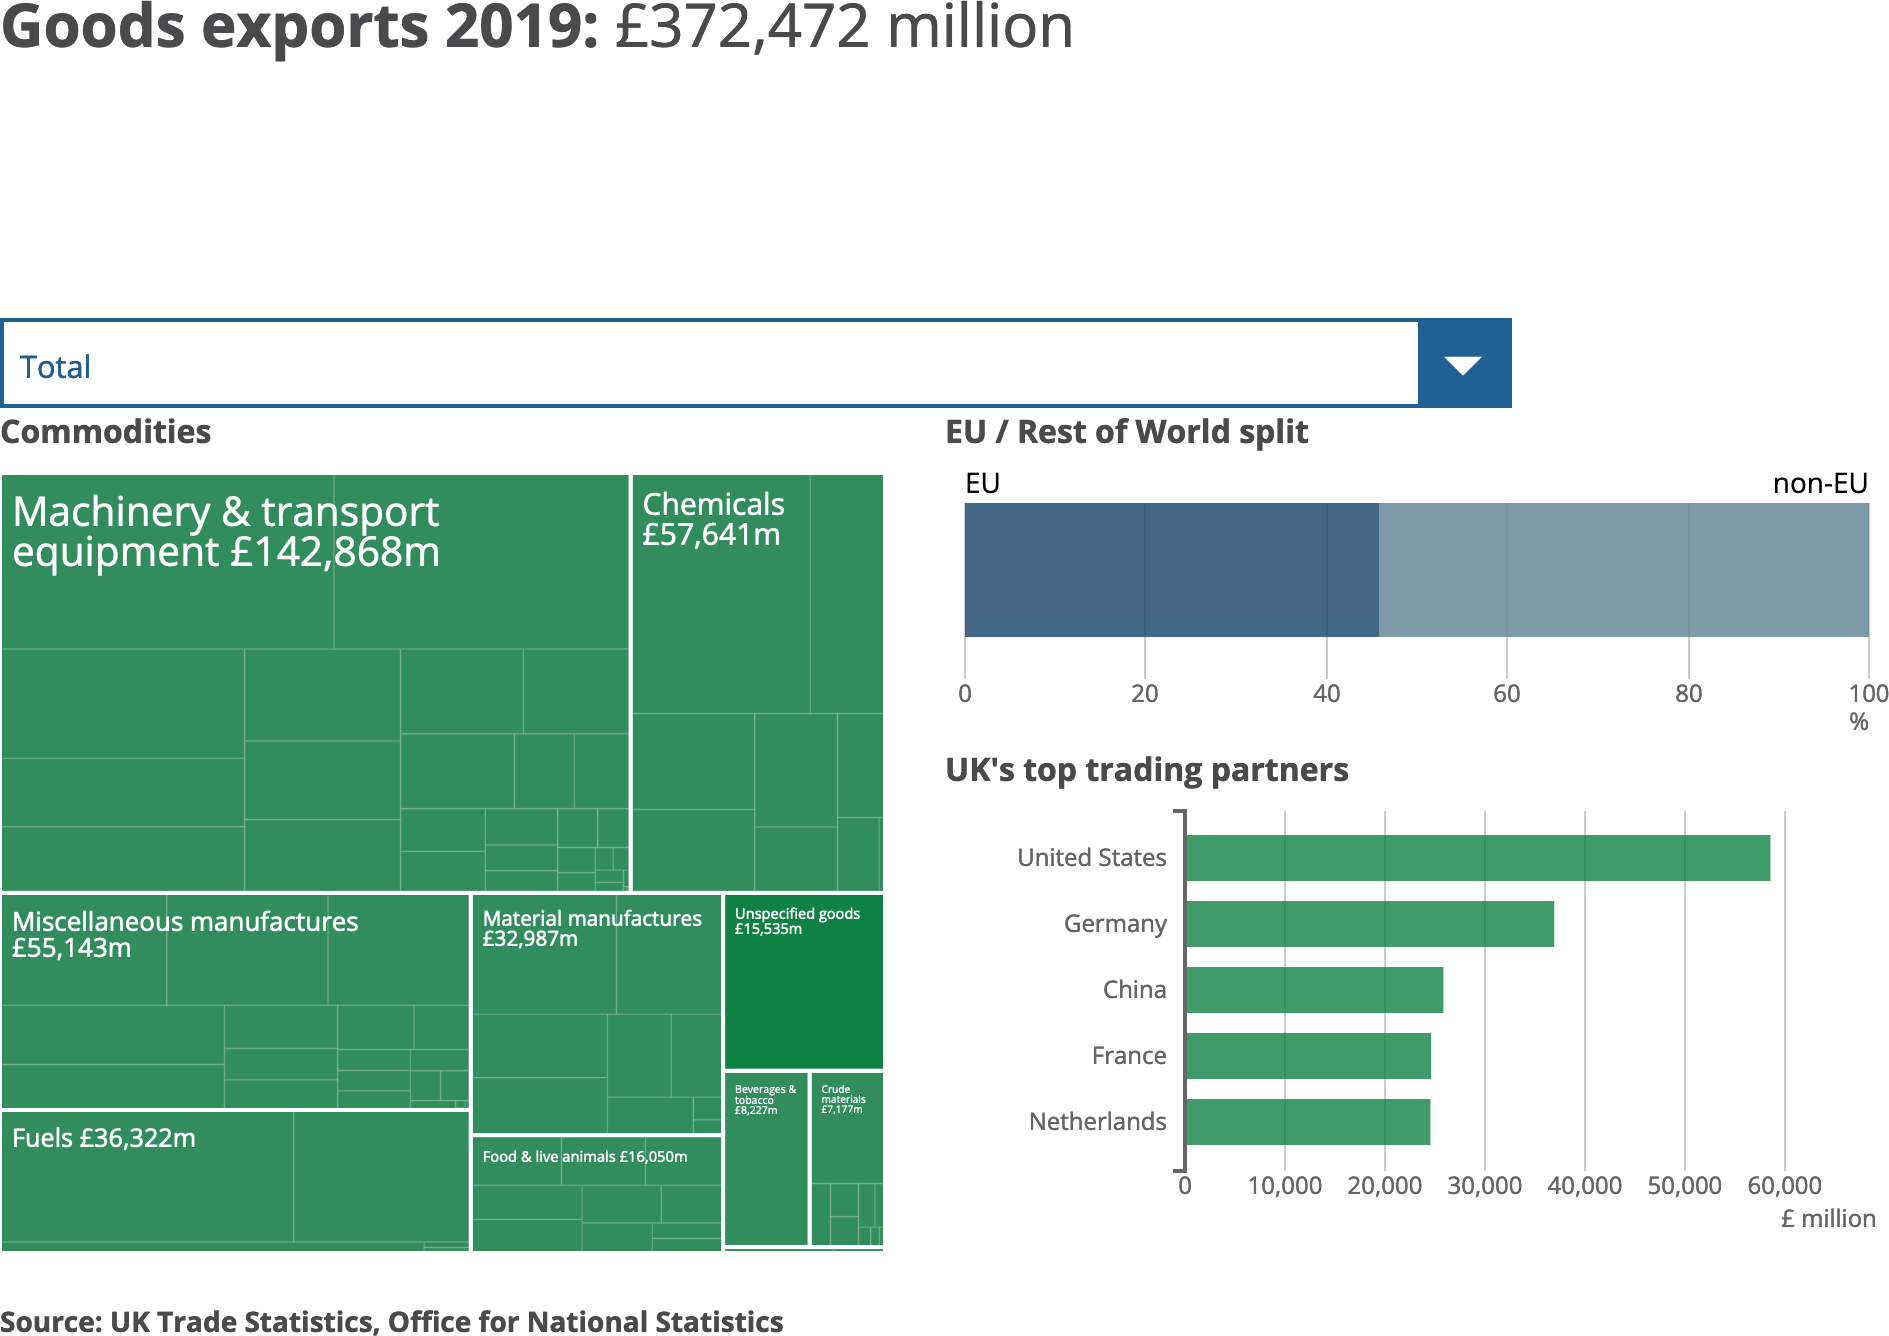 Goods exports 2019: £372,472 million
Total
Commodities
Machinery & transport
equipment £142,868m
Chemicals
£57,641m
Miscellaneous manufactures
£55,143m
Material manufactures
£32,987m
Unspecified goods
£15,535m
Beverages &
tobacco
£8,227m
Crude
materials
£7,177m
Fuels £36,322m
Food & live animals £16,050m
EU / Rest of World split
EU
non-EU
0 20 40 60 80 100
%
UK's top trading partners
United States
Germany
China
France
Netherlands
0 10,000 20,000 30,000 40,000 50,000 60,000
£ million
Source: UK Trade Statistics, Office for National Statistics